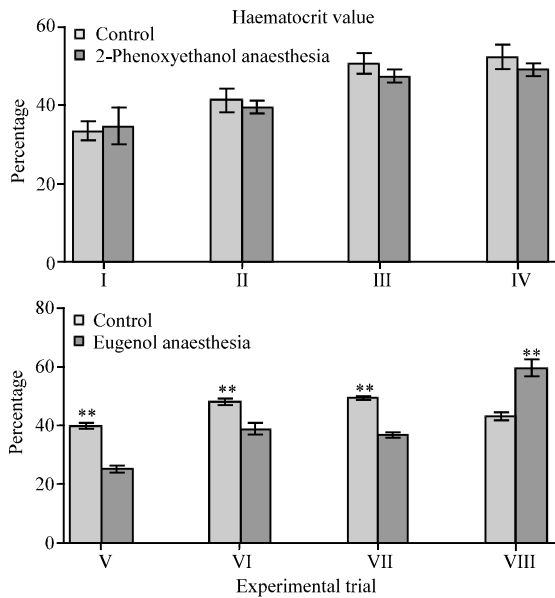 Haematocrit value
60
Control
2-Phenoxyethanol anaesthesia
40
Percentage
20
0
I II III IV
80
Control
Eugenol anaesthesia
**
60
** ** **
Percentage
40
20
0
V VI VII VIII
Experimental trial